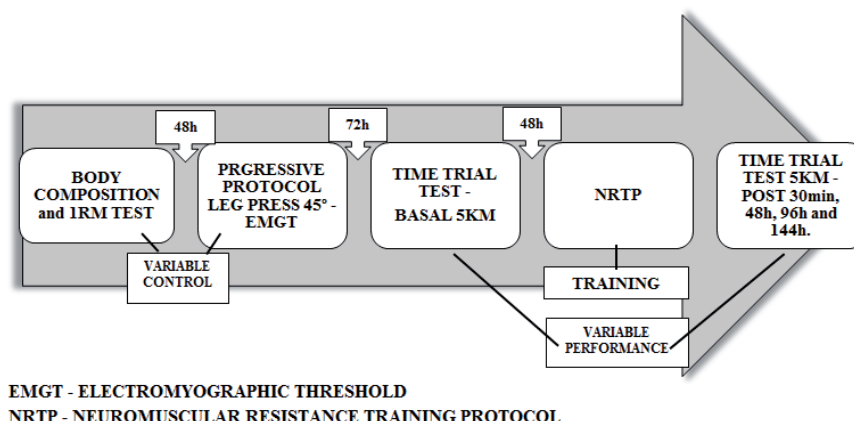 48h
72h
48h
BODY
COMPOSITION
and 1RM TEST
PRGRESSIVE
PROTOCOL
LEG PRESS 45º -
EMGT
TIME TRIAL
TEST -
BASAL 5KM
NRTP
TIME TRIAL
TEST 5KM -
POST 30min,
48h, 96h and
144h.
VARIABLE
CONTROL
TRAINING
VARIABLE
PERFORMANCE
EMGT - ELECTROMYOGRAPHIC THRESHOLD
NRTP - NEUROMUSCULAR RESISTANCE TRAINING PROTOCOL